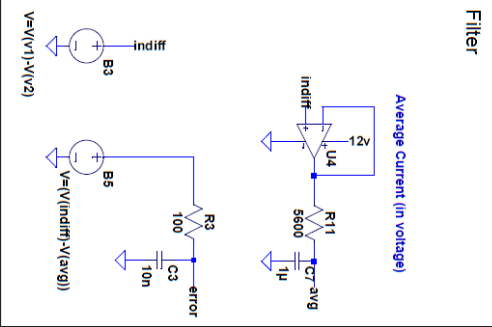 Filter
Average Current (in voltage)
12v
U4
indiff
R11
5600
C7
avg
1µ
indiff
B3
V=V(v1)-V(v2)
B5
V=(V(indiff)-V(avg))
R3
100
C3
10n
error